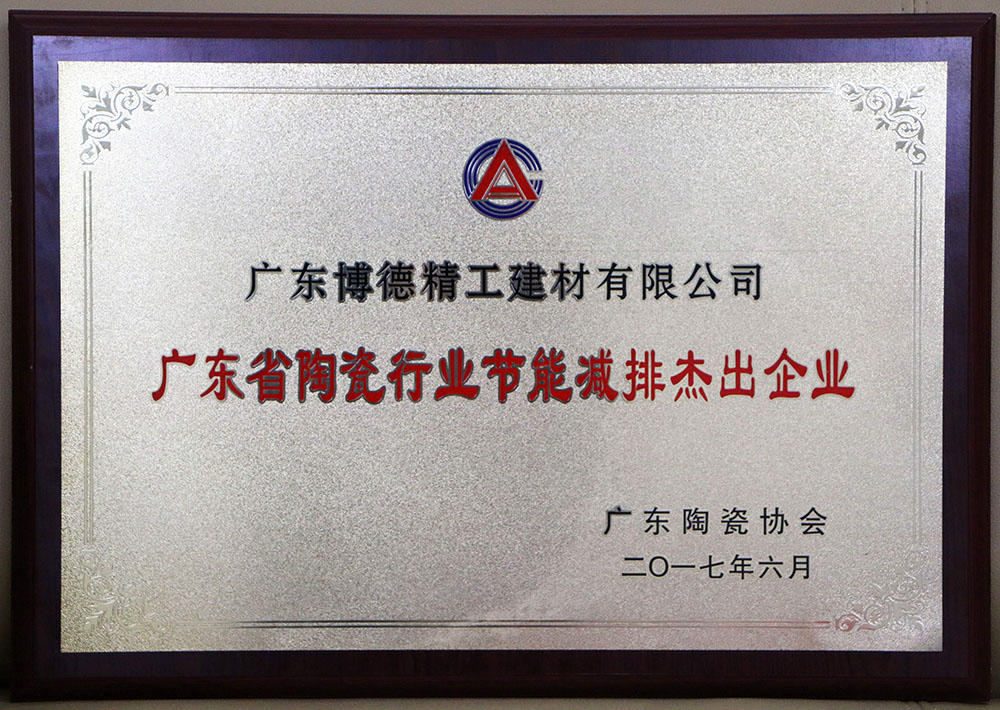 广东博德精工建材有限公司
广东省陶瓷行业节能减排杰出企业
广东陶瓷协会
二〇一七年六月